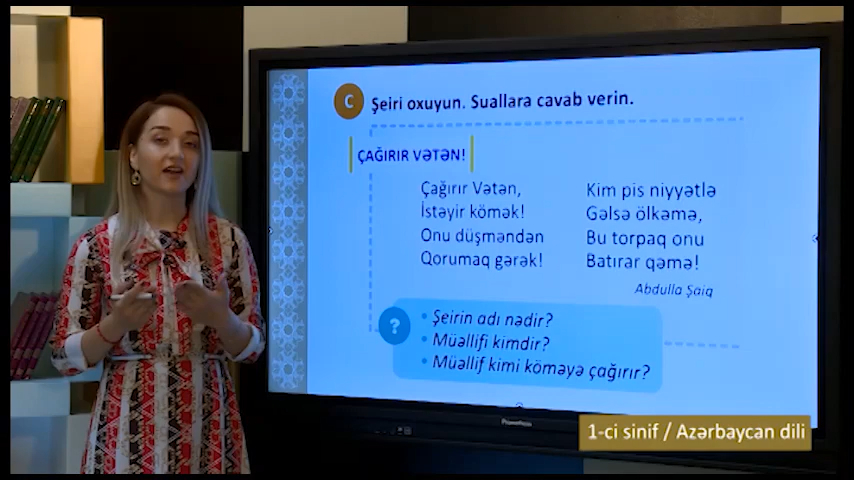 C
Şeiri oxuyun. Suallara cavab verin.
ÇAĞIRIR VƏTƏN!
Çağırır Vətən,
İstəyir kömək!
Onu düşməndən
Qorumaq gərək!
Kim pis niyyətlə
Gəlsə ölkəmə,
Bu torpaq onu
Batırar qəmə!
Abdulla Şaiq
?
• Şeirin adı nədir?
• Müəllifi kimdir?
• Müəllif kimi köməyə çağırır?
Promethean
1-ci sinif / Azərbaycan dili